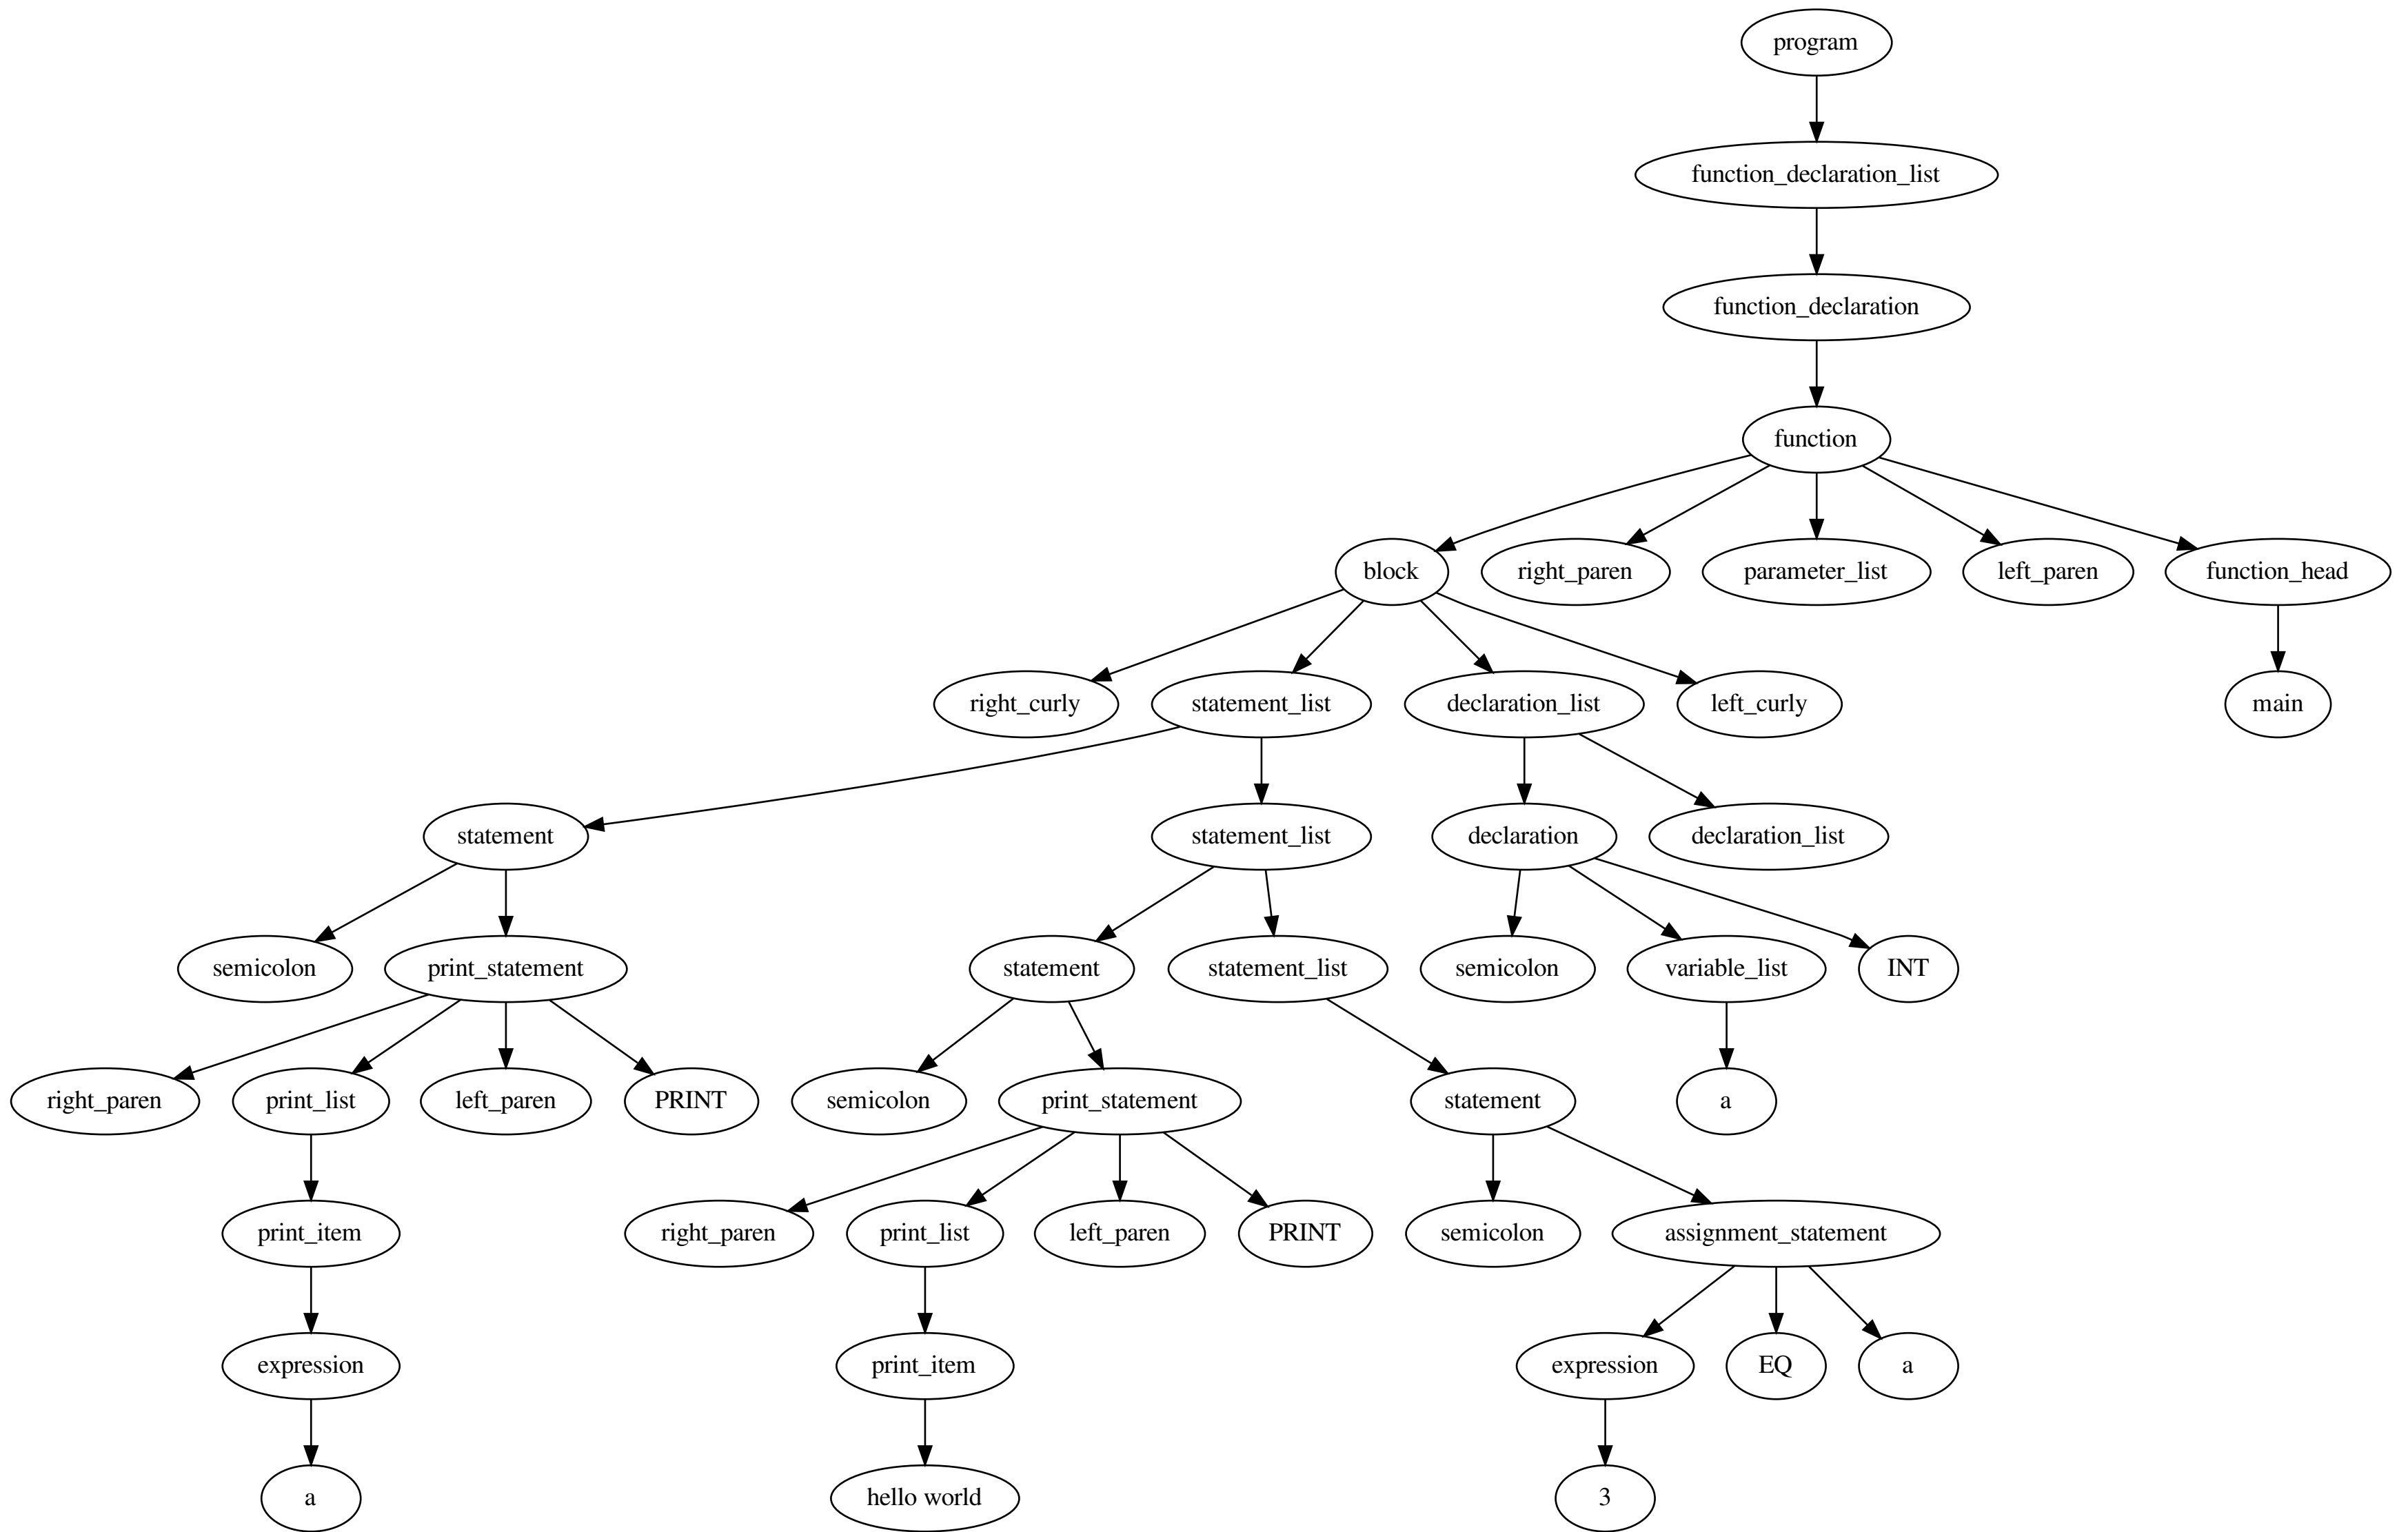 program
function_declaration_list
function_declaration
function
block
right_paren
parameter_list
left_paren
function_head
right_curly
statement_list
declaration_list
left_curly
main
statement
statement_list
declaration
declaration_list
semicolon
print_statement
statement
statement_list
semicolon
variable_list
INT
right_paren
print_list
left_paren
PRINT
semicolon
print_statement
statement
a
print_item
right_paren
print_list
left_paren
PRINT
semicolon
assignment_statement
expression
print_item
expression
EQ
a
a
hello world
3